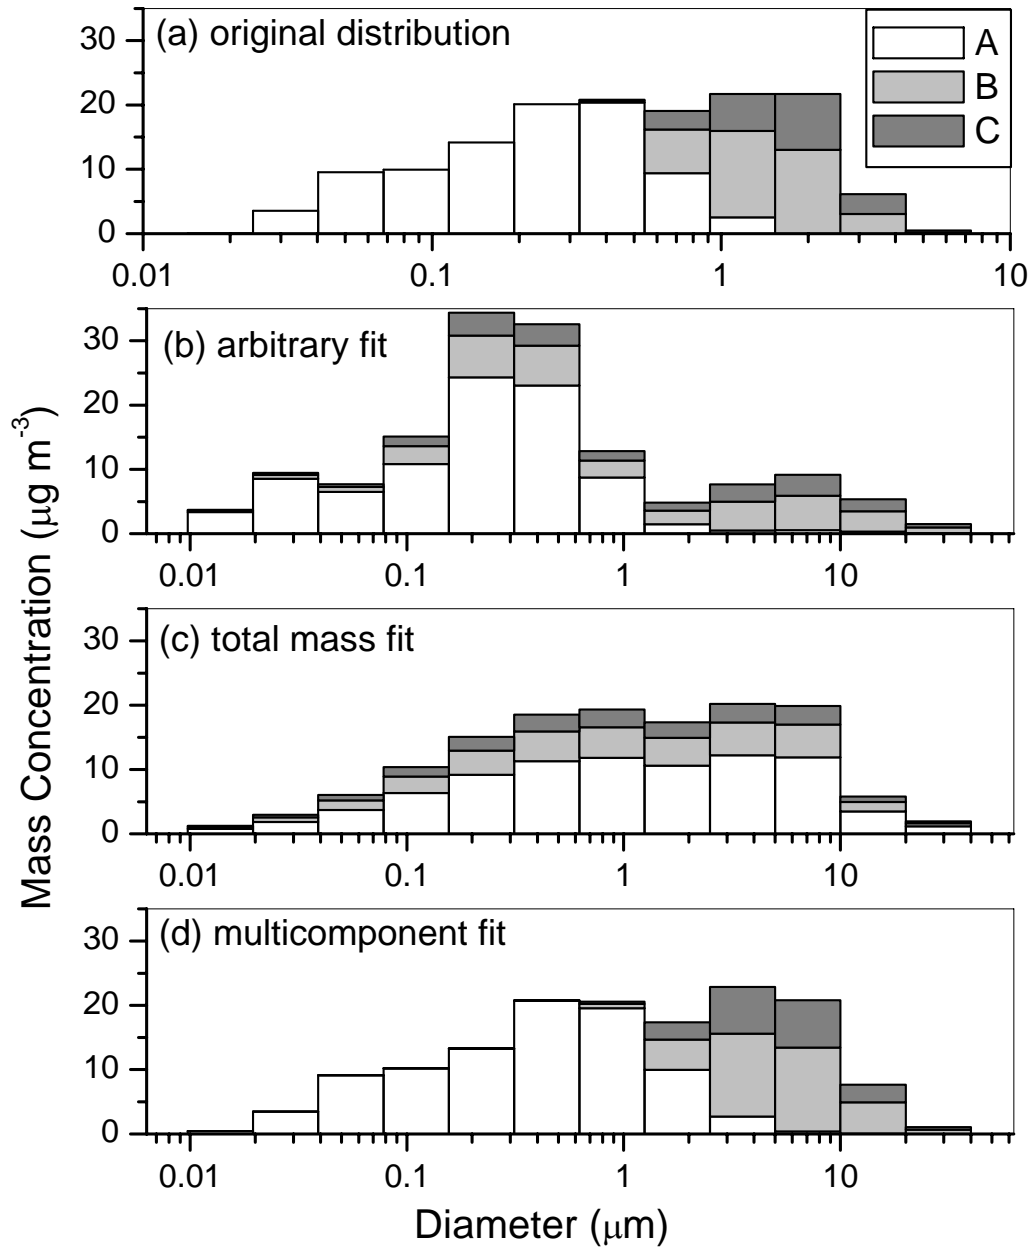 (a) original distribution
A
B
C
30
20
10
0
0.01 0.1 1 10
(b) arbitrary fit
30
20
10
0
0.01 0.1 1 10
(c) total mass fit
30
20
10
0
0.01 0.1 1 10
(d) multicomponent fit
30
20
10
0
0.01 0.1 1 10
Mass Concentration (μg m⁻³)
Diameter (μm)